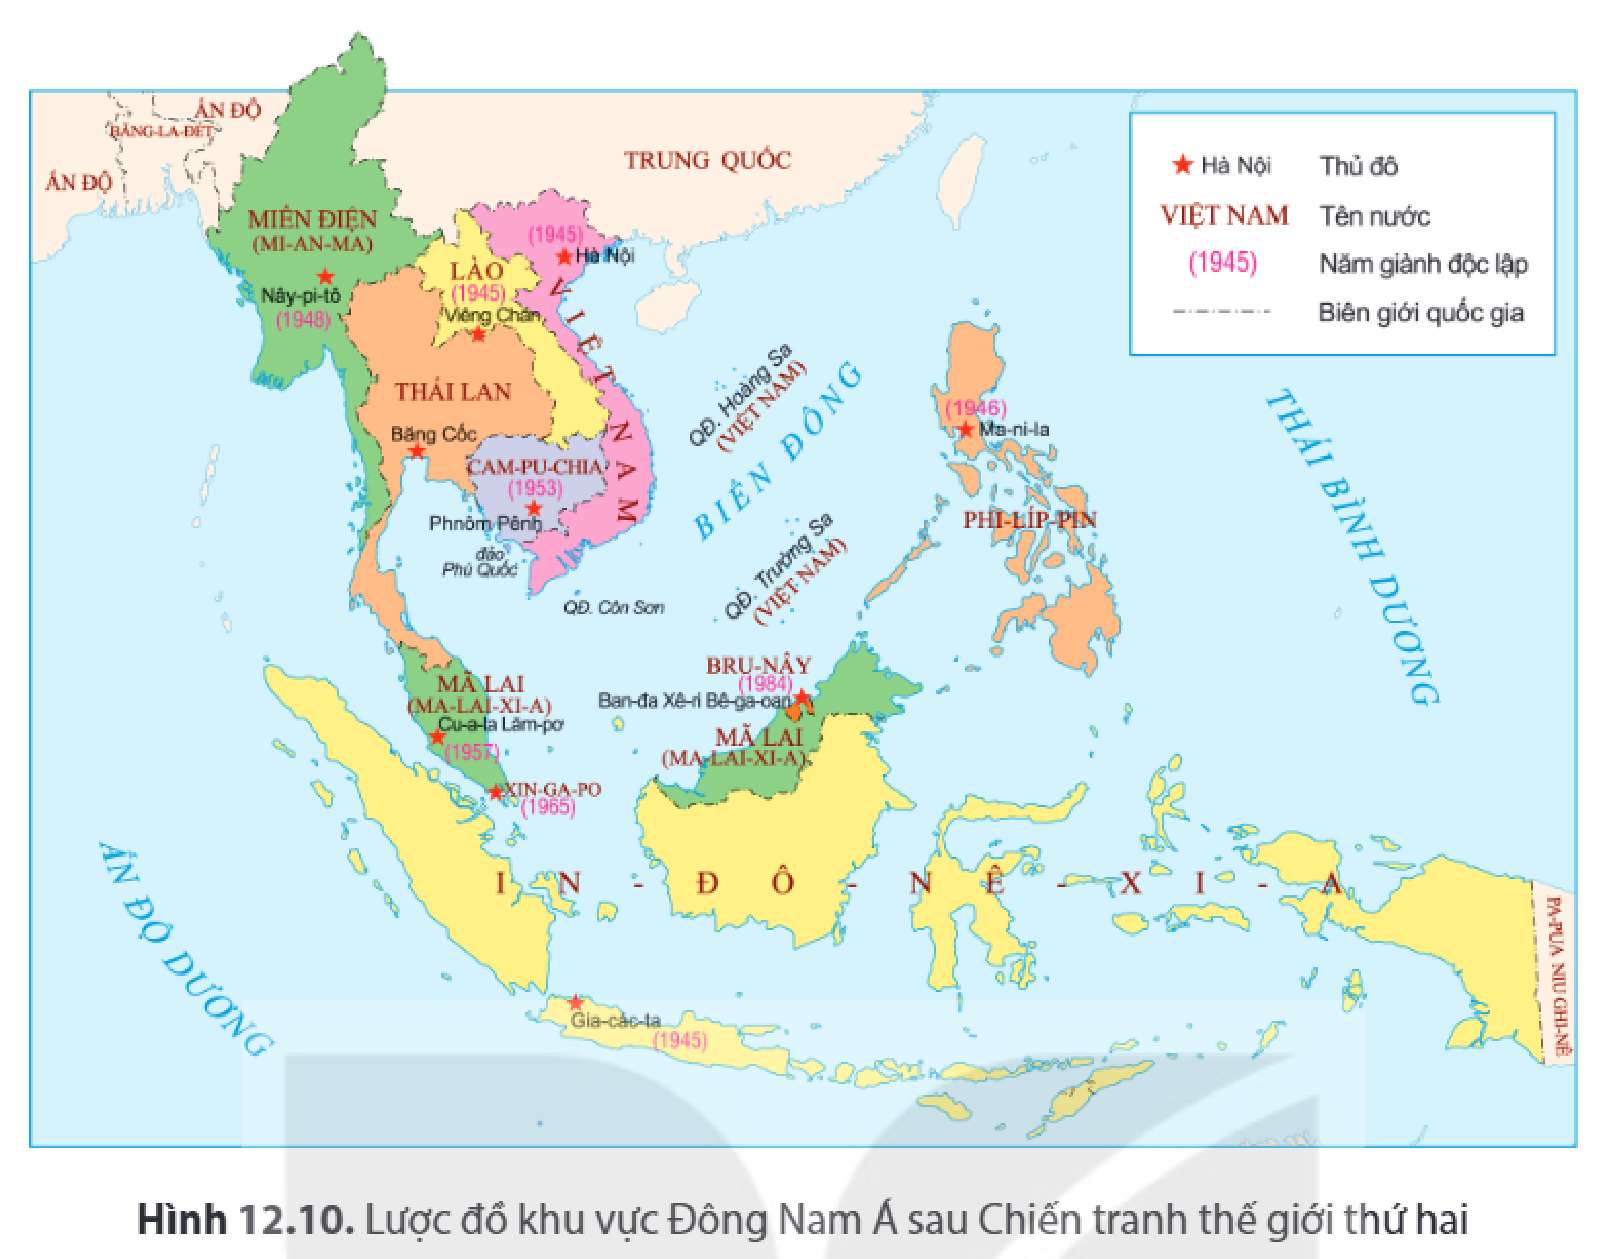 ẤN ĐỘ
BĂNG-LA-ĐÉT
ẤN ĐỘ
TRUNG QUỐC
MIẾN ĐIỆN
(MI-AN-MA)
Nây-pi-tô
(1948)
LÀO
(1945)
Viêng Chăn
(1945)
Hà Nội
VIỆT NAM
THÁI LAN
Băng Cốc
CAM-PU-CHIA
(1953)
Phnôm Pênh
đảo
Phú Quốc
QĐ. Côn Sơn
QĐ. Hoàng Sa
(VIỆT NAM)
BIỂN ĐÔNG
QĐ. Trường Sa
(VIỆT NAM)
(1946)
Ma-ni-la
PHI-LÍP-PIN
THÁI BÌNH DƯƠNG
★ Hà Nội Thủ đô
VIỆT NAM Tên nước
(1945) Năm giành độc lập
Biên giới quốc gia
MÃ LAI
(MA-LAI-XI-A)
Cu-a-la Lăm-pơ
(1957)
XIN-GA-PO
(1965)
BRU-NÂY
(1984)
Ban-đa Xê-ri Bê-ga-oan
MÃ LAI
(MA-LAI-XI-A)
IN-ĐÔ-NÊ-XI-A
Gia-các-ta
(1945)
ẤN ĐỘ DƯƠNG
PA-PUA NIU GHI-NÊ
Hình 12.10. Lược đồ khu vực Đông Nam Á sau Chiến tranh thế giới thứ hai